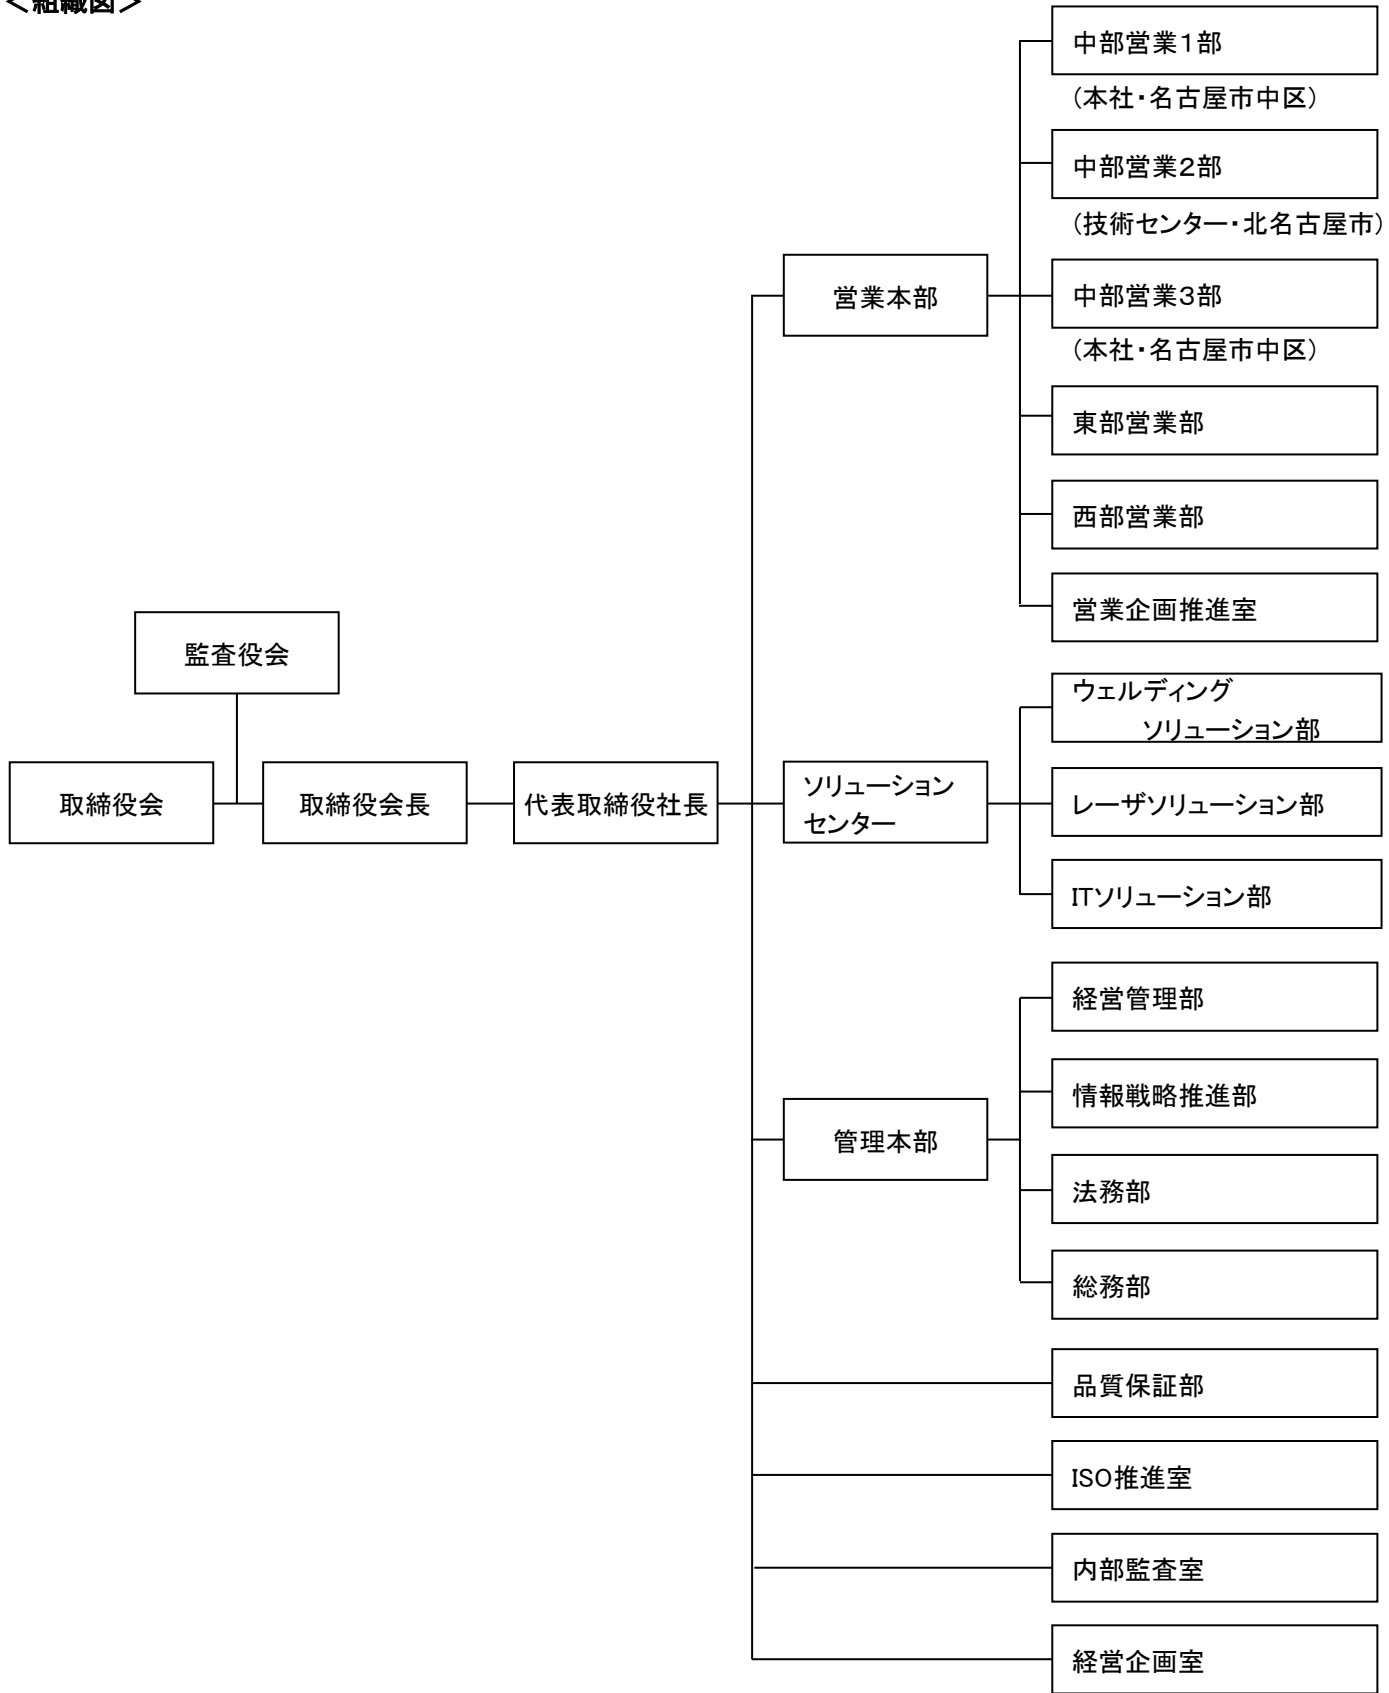 ＜組織図＞
中部営業1部
(本社・名古屋市中区)
中部営業2部
(技術センター・北名古屋市)
営業本部
中部営業3部
(本社・名古屋市中区)
東部営業部
西部営業部
営業企画推進室
監査役会
取締役会
取締役会長
代表取締役社長
ソリューション
センター
ウェルディング
ソリューション部
レーザソリューション部
ITソリューション部
管理本部
経営管理部
情報戦略推進部
法務部
総務部
品質保証部
ISO推進室
内部監査室
経営企画室